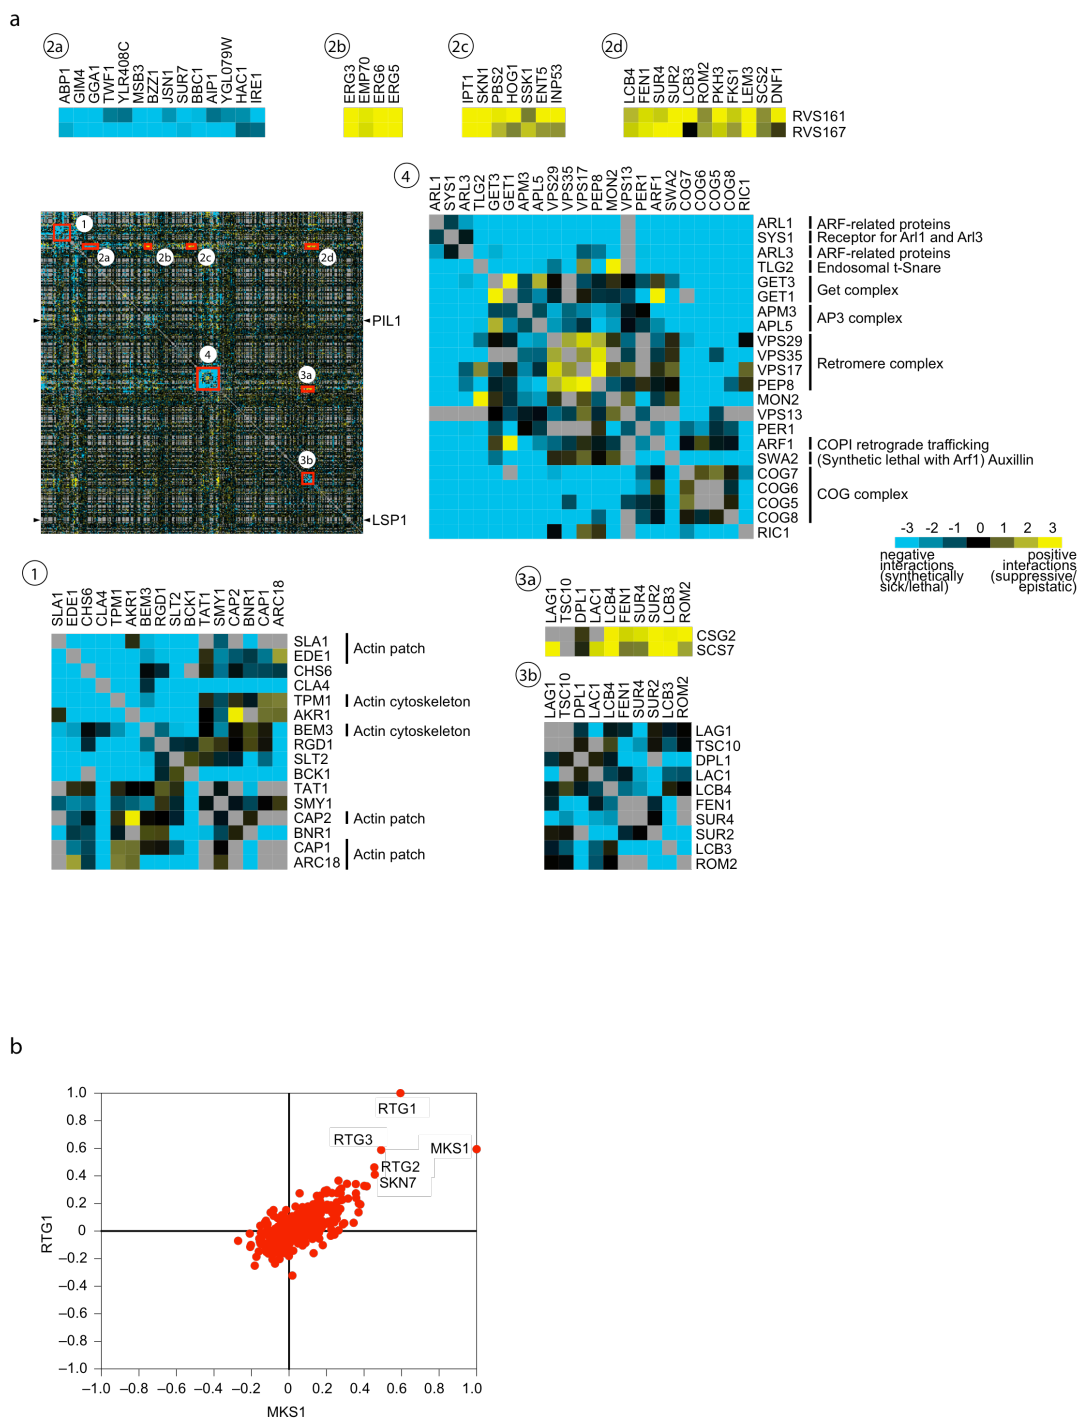 a
2a
ABP1
GIM4
GGA1
TWF1
YLR408C
MSB3
BZZ1
JSN1
SUR7
BBC1
AIP1
YGL079W
HAC1
IRE1
2b
ERG3
EMP70
ERG6
ERG5
2c
IPT1
SKN1
PBS2
HOG1
SSK1
ENT5
INP53
2d
LCB4
FEN1
SUR4
SUR2
LCB3
ROM2
PKH3
FKS1
LEM3
SCS2
DNF1
RVS161
RVS167
1
2a
2b
2c
2d
4
3a
3b
PIL1
LSP1
4
ARL1
SYS1
ARL3
TLG2
GET3
GET1
APM3
APL5
VPS29
VPS35
VPS17
PEP8
MON2
VPS13
PER1
ARF1
SWA2
COG7
COG6
COG5
COG8
RIC1
ARL1 ARF-related proteins
SYS1 Receptor for Arl1 and Arl3
ARL3 ARF-related proteins
TLG2 Endosomal t-Snare
GET3
GET1
Get complex
APM3
APL5
AP3 complex
VPS29
VPS35
VPS17
PEP8
Retromere complex
MON2
VPS13
PER1
ARF1 COPI retrograde trafficking
SWA2 (Synthetic lethal with Arf1) Auxillin
COG7
COG6
COG5
COG8
COG complex
RIC1
-3 -2 -1 0 1 2 3
negative interactions (synthetically sick/lethal)
positive interactions (suppressive/ epistatic)
1
SLA1
EDE1
CHS6
CLA4
TPM1
AKR1
BEM3
RGD1
SLT2
BCK1
TAT1
SMY1
CAP2
BNR1
CAP1
ARC18
SLA1
EDE1
Actin patch
CHS6
CLA4
TPM1 Actin cytoskeleton
AKR1
BEM3 Actin cytoskeleton
RGD1
SLT2
BCK1
TAT1
SMY1
CAP2 Actin patch
BNR1
CAP1
ARC18
Actin patch
3a
LAG1
TSC10
DPL1
LAC1
LCB4
FEN1
SUR4
SUR2
LCB3
ROM2
CSG2
SCS7
3b
LAG1
TSC10
DPL1
LAC1
LCB4
FEN1
SUR4
SUR2
LCB3
ROM2
LAG1
TSC10
DPL1
LAC1
LCB4
FEN1
SUR4
SUR2
LCB3
ROM2
b
1.0
0.8
0.6
0.4
0.2
0
–0.2
–0.4
–0.6
–0.8
–1.0
RTG1
RTG1
RTG3
MKS1
RTG2
SKN7
–1.0 –0.8 –0.6 –0.4 –0.2 0 0.2 0.4 0.6 0.8 1.0
MKS1